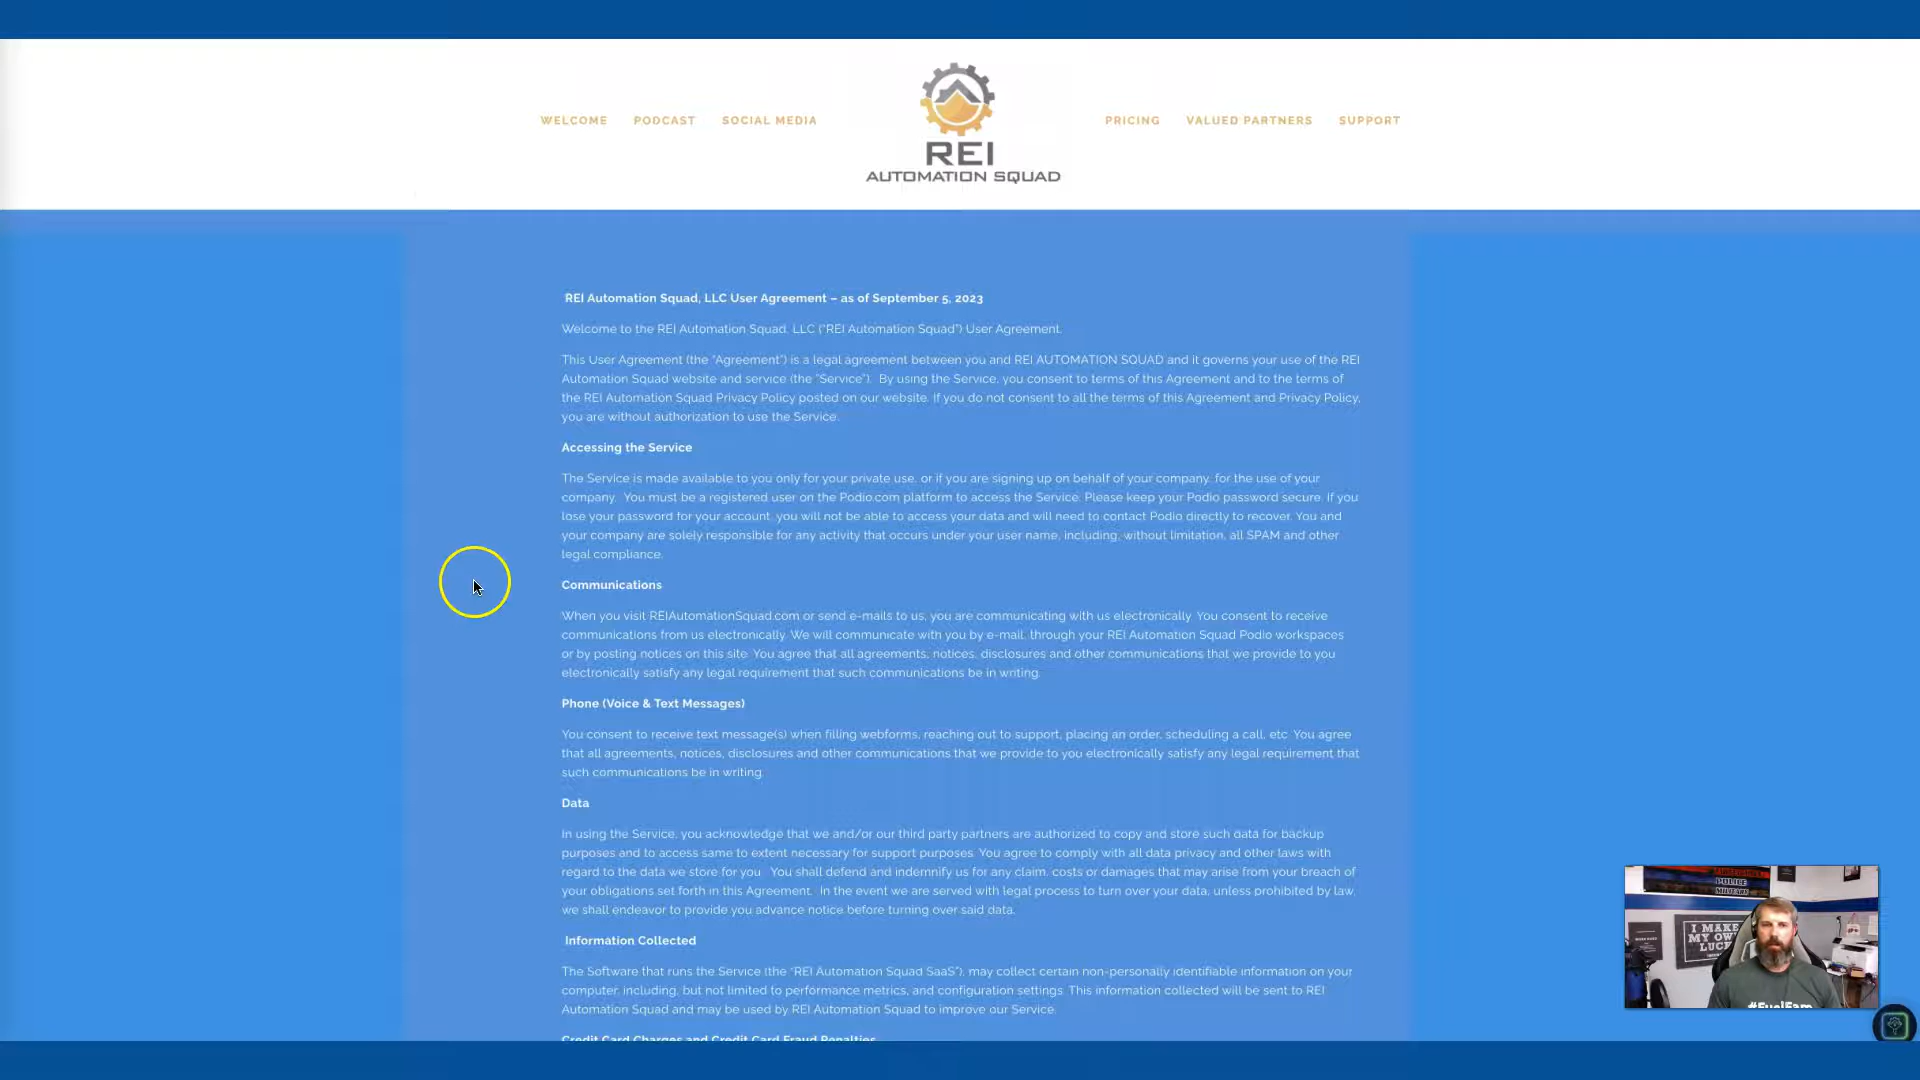 WELCOME PODCAST SOCIAL MEDIA
REI
AUTOMATION SQUAD
PRICING VALUED PARTNERS SUPPORT
REI Automation Squad, LLC User Agreement – as of September 5, 2023
Welcome to the REI Automation Squad, LLC ("REI Automation Squad") User Agreement.
This User Agreement (the "Agreement") is a legal agreement between you and REI AUTOMATION SQUAD and it governs your use of the REI
Automation Squad website and service (the "Service"). By using the Service, you consent to terms of this Agreement and to the terms of
the REI Automation Squad Privacy Policy posted on our website. If you do not consent to all the terms of this Agreement and Privacy Policy,
you are without authorization to use the Service.
Accessing the Service
The Service is made available to you only for your private use, or if you are signing up on behalf of your company, for the use of your
company. You must be a registered user on the Podio.com platform to access the Service. Please keep your Podio password secure. If you
lose your password for your account, you will not be able to access your data and will need to contact Podio directly to recover. You and
your company are solely responsible for any activity that occurs under your user name, including, without limitation, all SPAM and other
legal compliance.
Communications
When you visit REIAutomationSquad.com or send e-mails to us, you are communicating with us electronically. You consent to receive
communications from us electronically. We will communicate with you by e-mail, through your REI Automation Squad Podio workspaces
or by posting notices on this site. You agree that all agreements, notices, disclosures and other communications that we provide to you
electronically satisfy any legal requirement that such communications be in writing.
Phone (Voice & Text Messages)
You consent to receive text message(s) when filling webforms, reaching out to support, placing an order, scheduling a call, etc. You agree
that all agreements, notices, disclosures and other communications that we provide to you electronically satisfy any legal requirement that
such communications be in writing.
Data
In using the Service, you acknowledge that we and/or our third party partners are authorized to copy and store such data for backup
purposes and to access same to extent necessary for support purposes. You agree to comply with all data privacy and other laws with
regard to the data we store for you. You shall defend and indemnify us for any claim, costs or damages that may arise from your breach of
your obligations set forth in this Agreement. In the event we are served with legal process to turn over your data, unless prohibited by law,
we shall endeavor to provide you advance notice before turning over said data.
Information Collected
The Software that runs the Service (the "REI Automation Squad SaaS"), may collect certain non-personally identifiable information on your
computer, including, but not limited to performance metrics, and configuration settings. This information collected will be sent to REI
Automation Squad and may be used by REI Automation Squad to improve our Service.
Credit Card Charges and Credit Card Fraud Penalties
POLICE
MILITARY
I MAKE
MY OWN
LUCK
#FuelFam